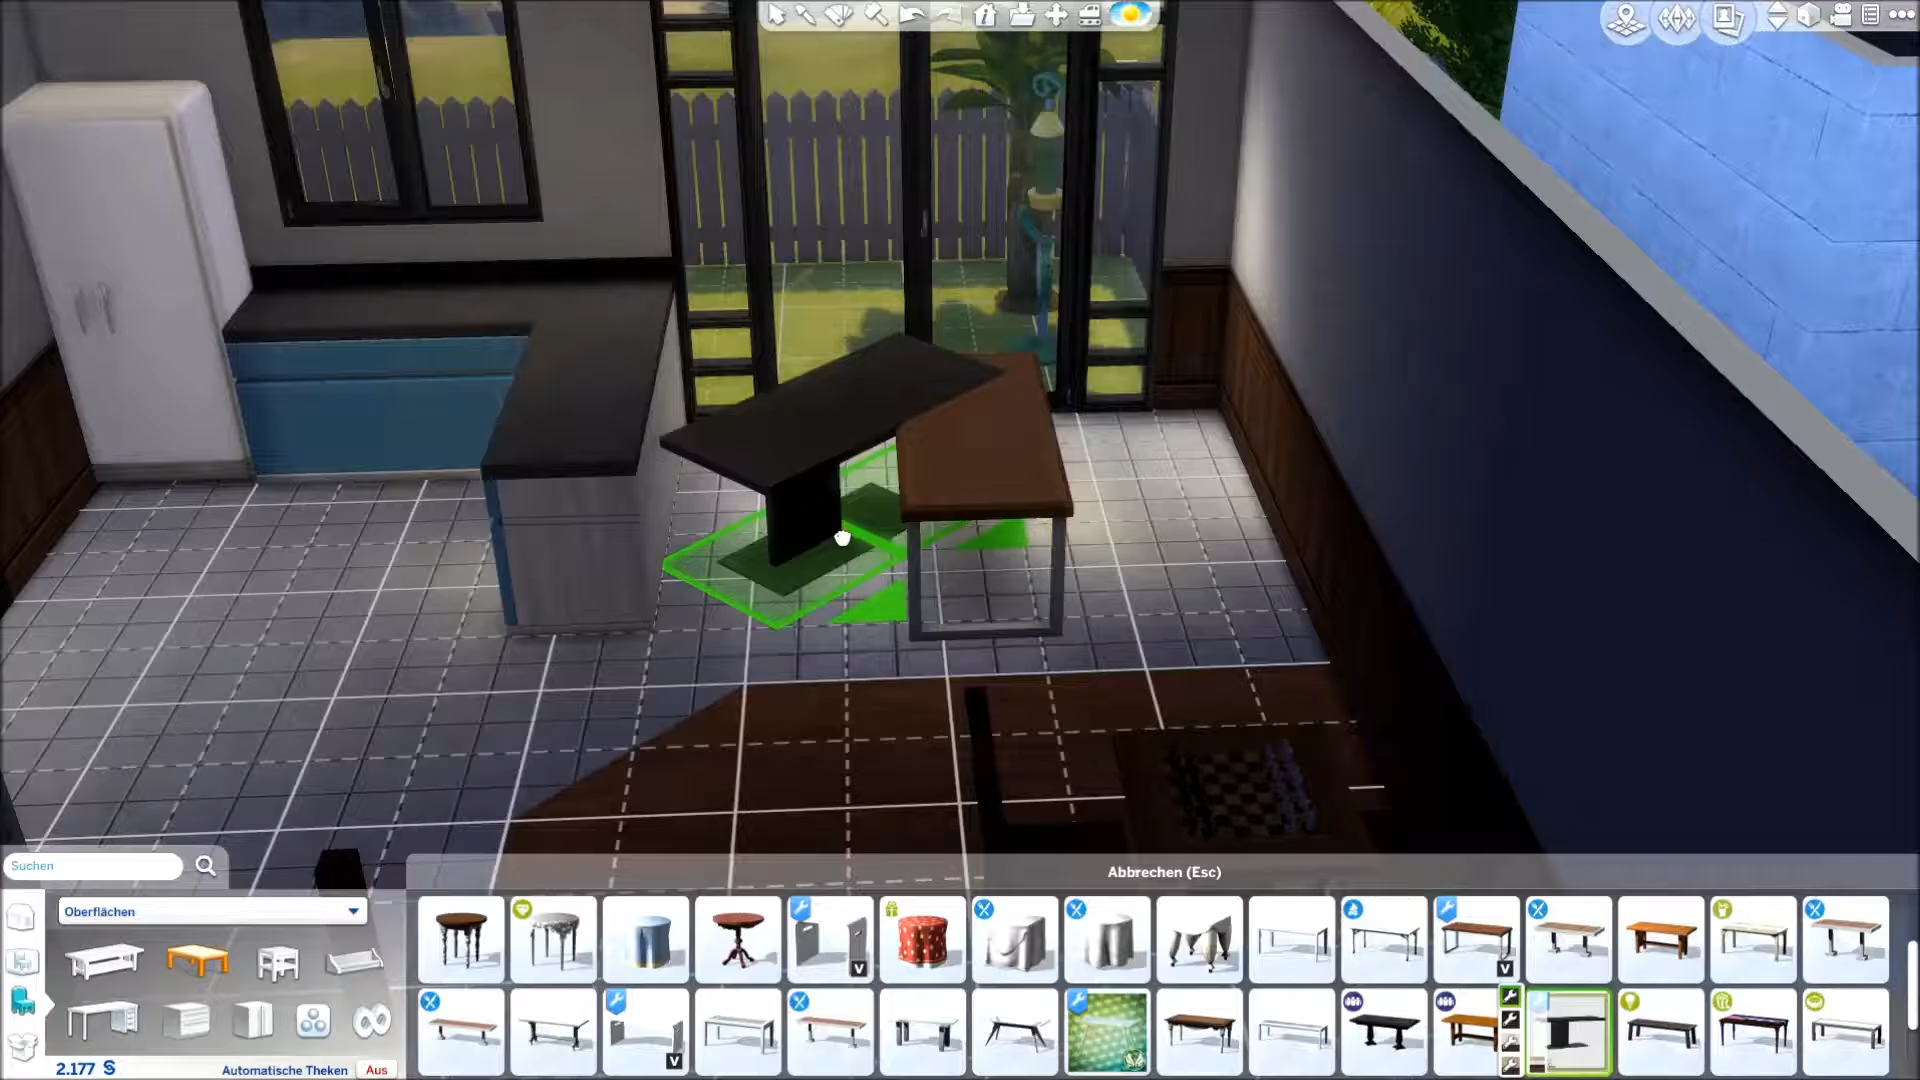 Abbrechen (Esc)
Suchen
Oberflächen
V
V
V
2.177 S
Automatische Theken
Aus